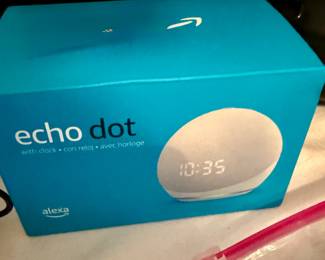 echo dot
with clock • con reloj • avec horloge
10:35
alexa